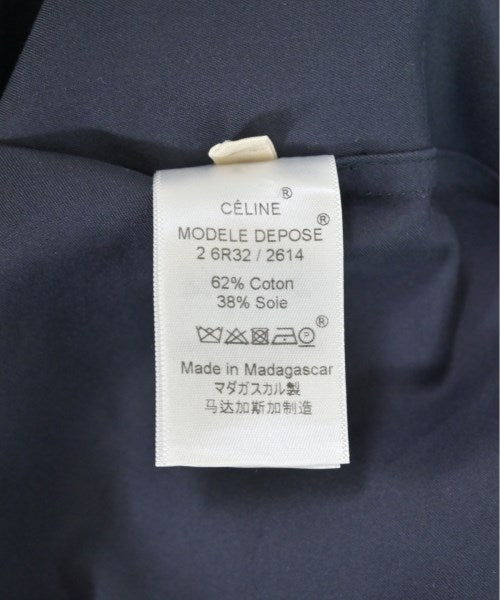 CÉLINE®
MODELE DEPOSE®
2 6R32 / 2614
62% Coton
38% Soie
®
Made in Madagascar
マダガスカル製
马达加斯加制造